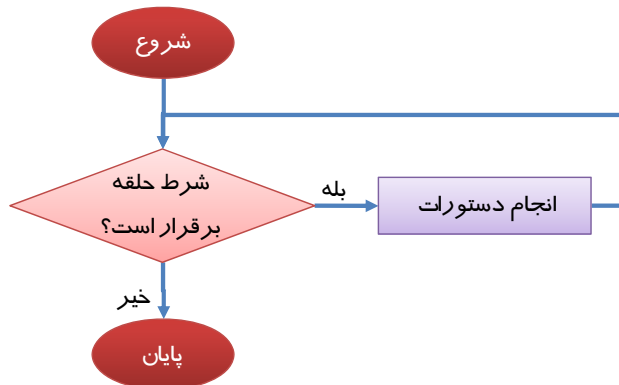 شروع
شرط حلقه
برقرار است؟
بله
انجام دستورات
خیر
پایان